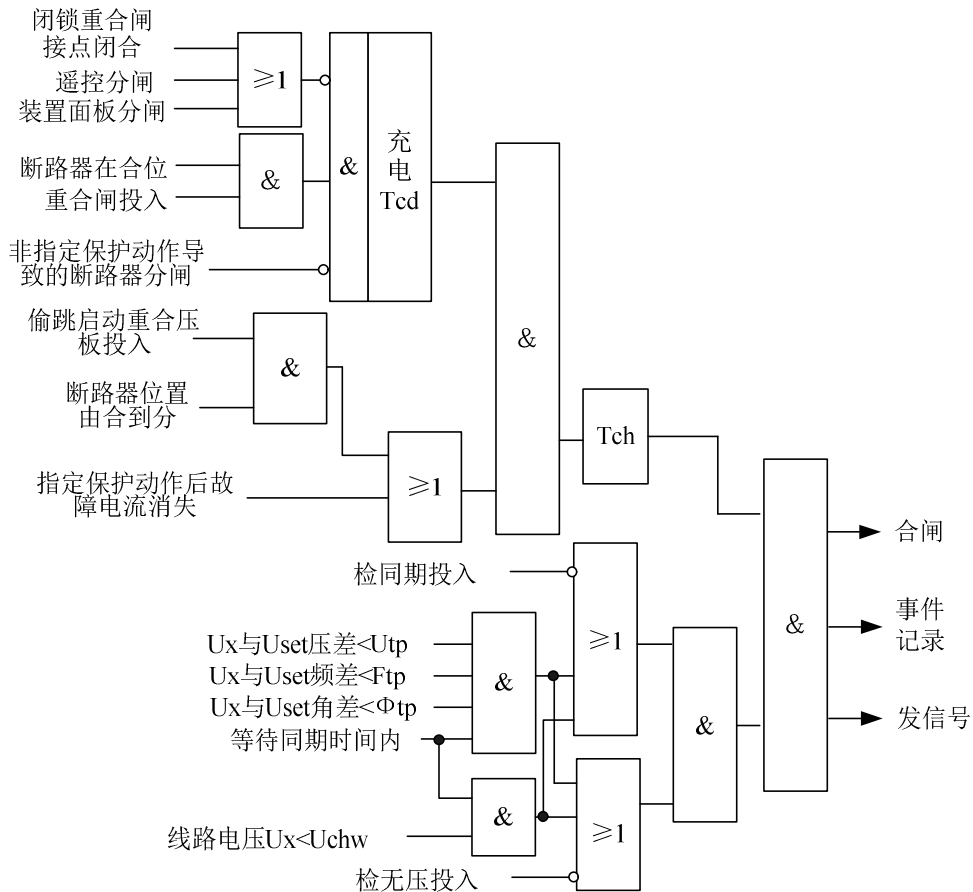 闭锁重合闸
接点闭合
遥控分闸
装置面板分闸
≥1
断路器在合位
重合闸投入
&
&
充
电
Tcd
非指定保护动作导
致的断路器分闸
偷跳启动重合压
板投入
断路器位置
由合到分
&
指定保护动作后故
障电流消失
≥1
&
Tch
检同期投入
Ux与Uset压差<Utp
Ux与Uset频差<Ftp
Ux与Uset角差<Φtp
等待同期时间内
&
≥1
线路电压Ux<Uchw
&
检无压投入
≥1
&
&
合闸
事件
记录
发信号